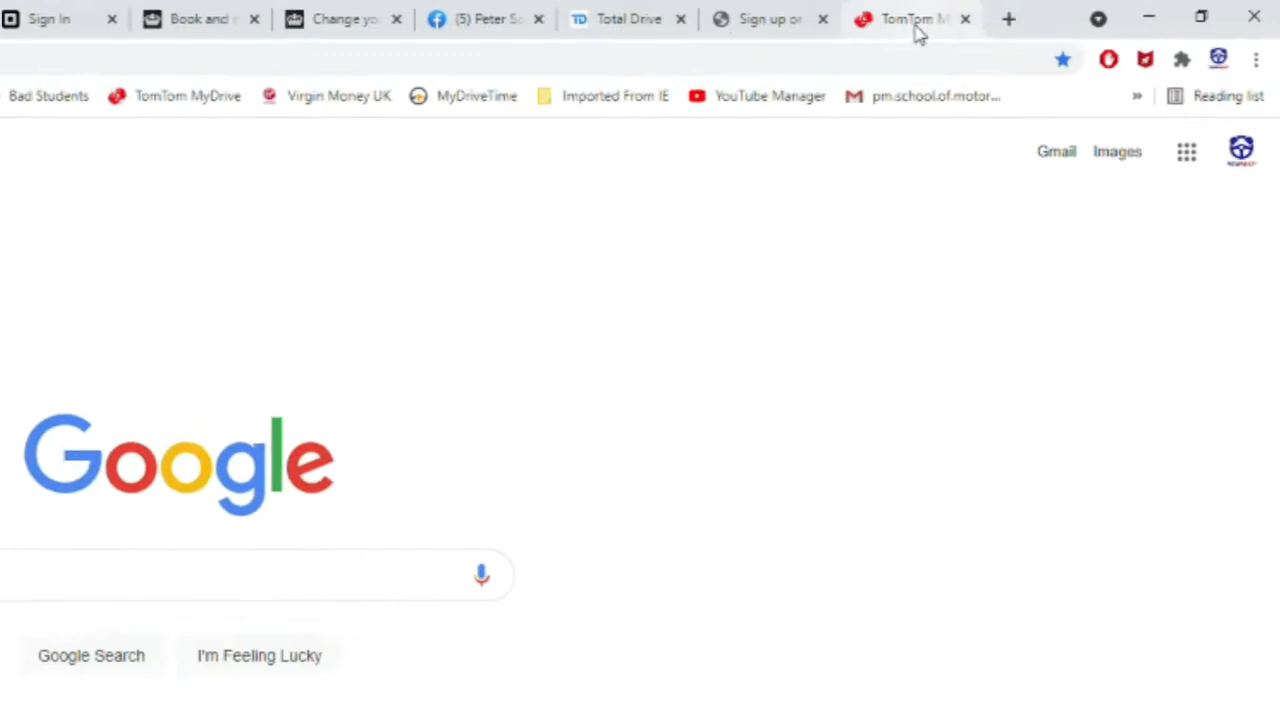 Sign In Book and Change yo (5) Peter Sc TD Total Drive Sign up or TomTom M
Bad Students TomTom MyDrive Virgin Money UK MyDriveTime Imported From IE YouTube Manager pm.school.of.motor... » Reading list
Gmail Images
Google
Google Search I'm Feeling Lucky